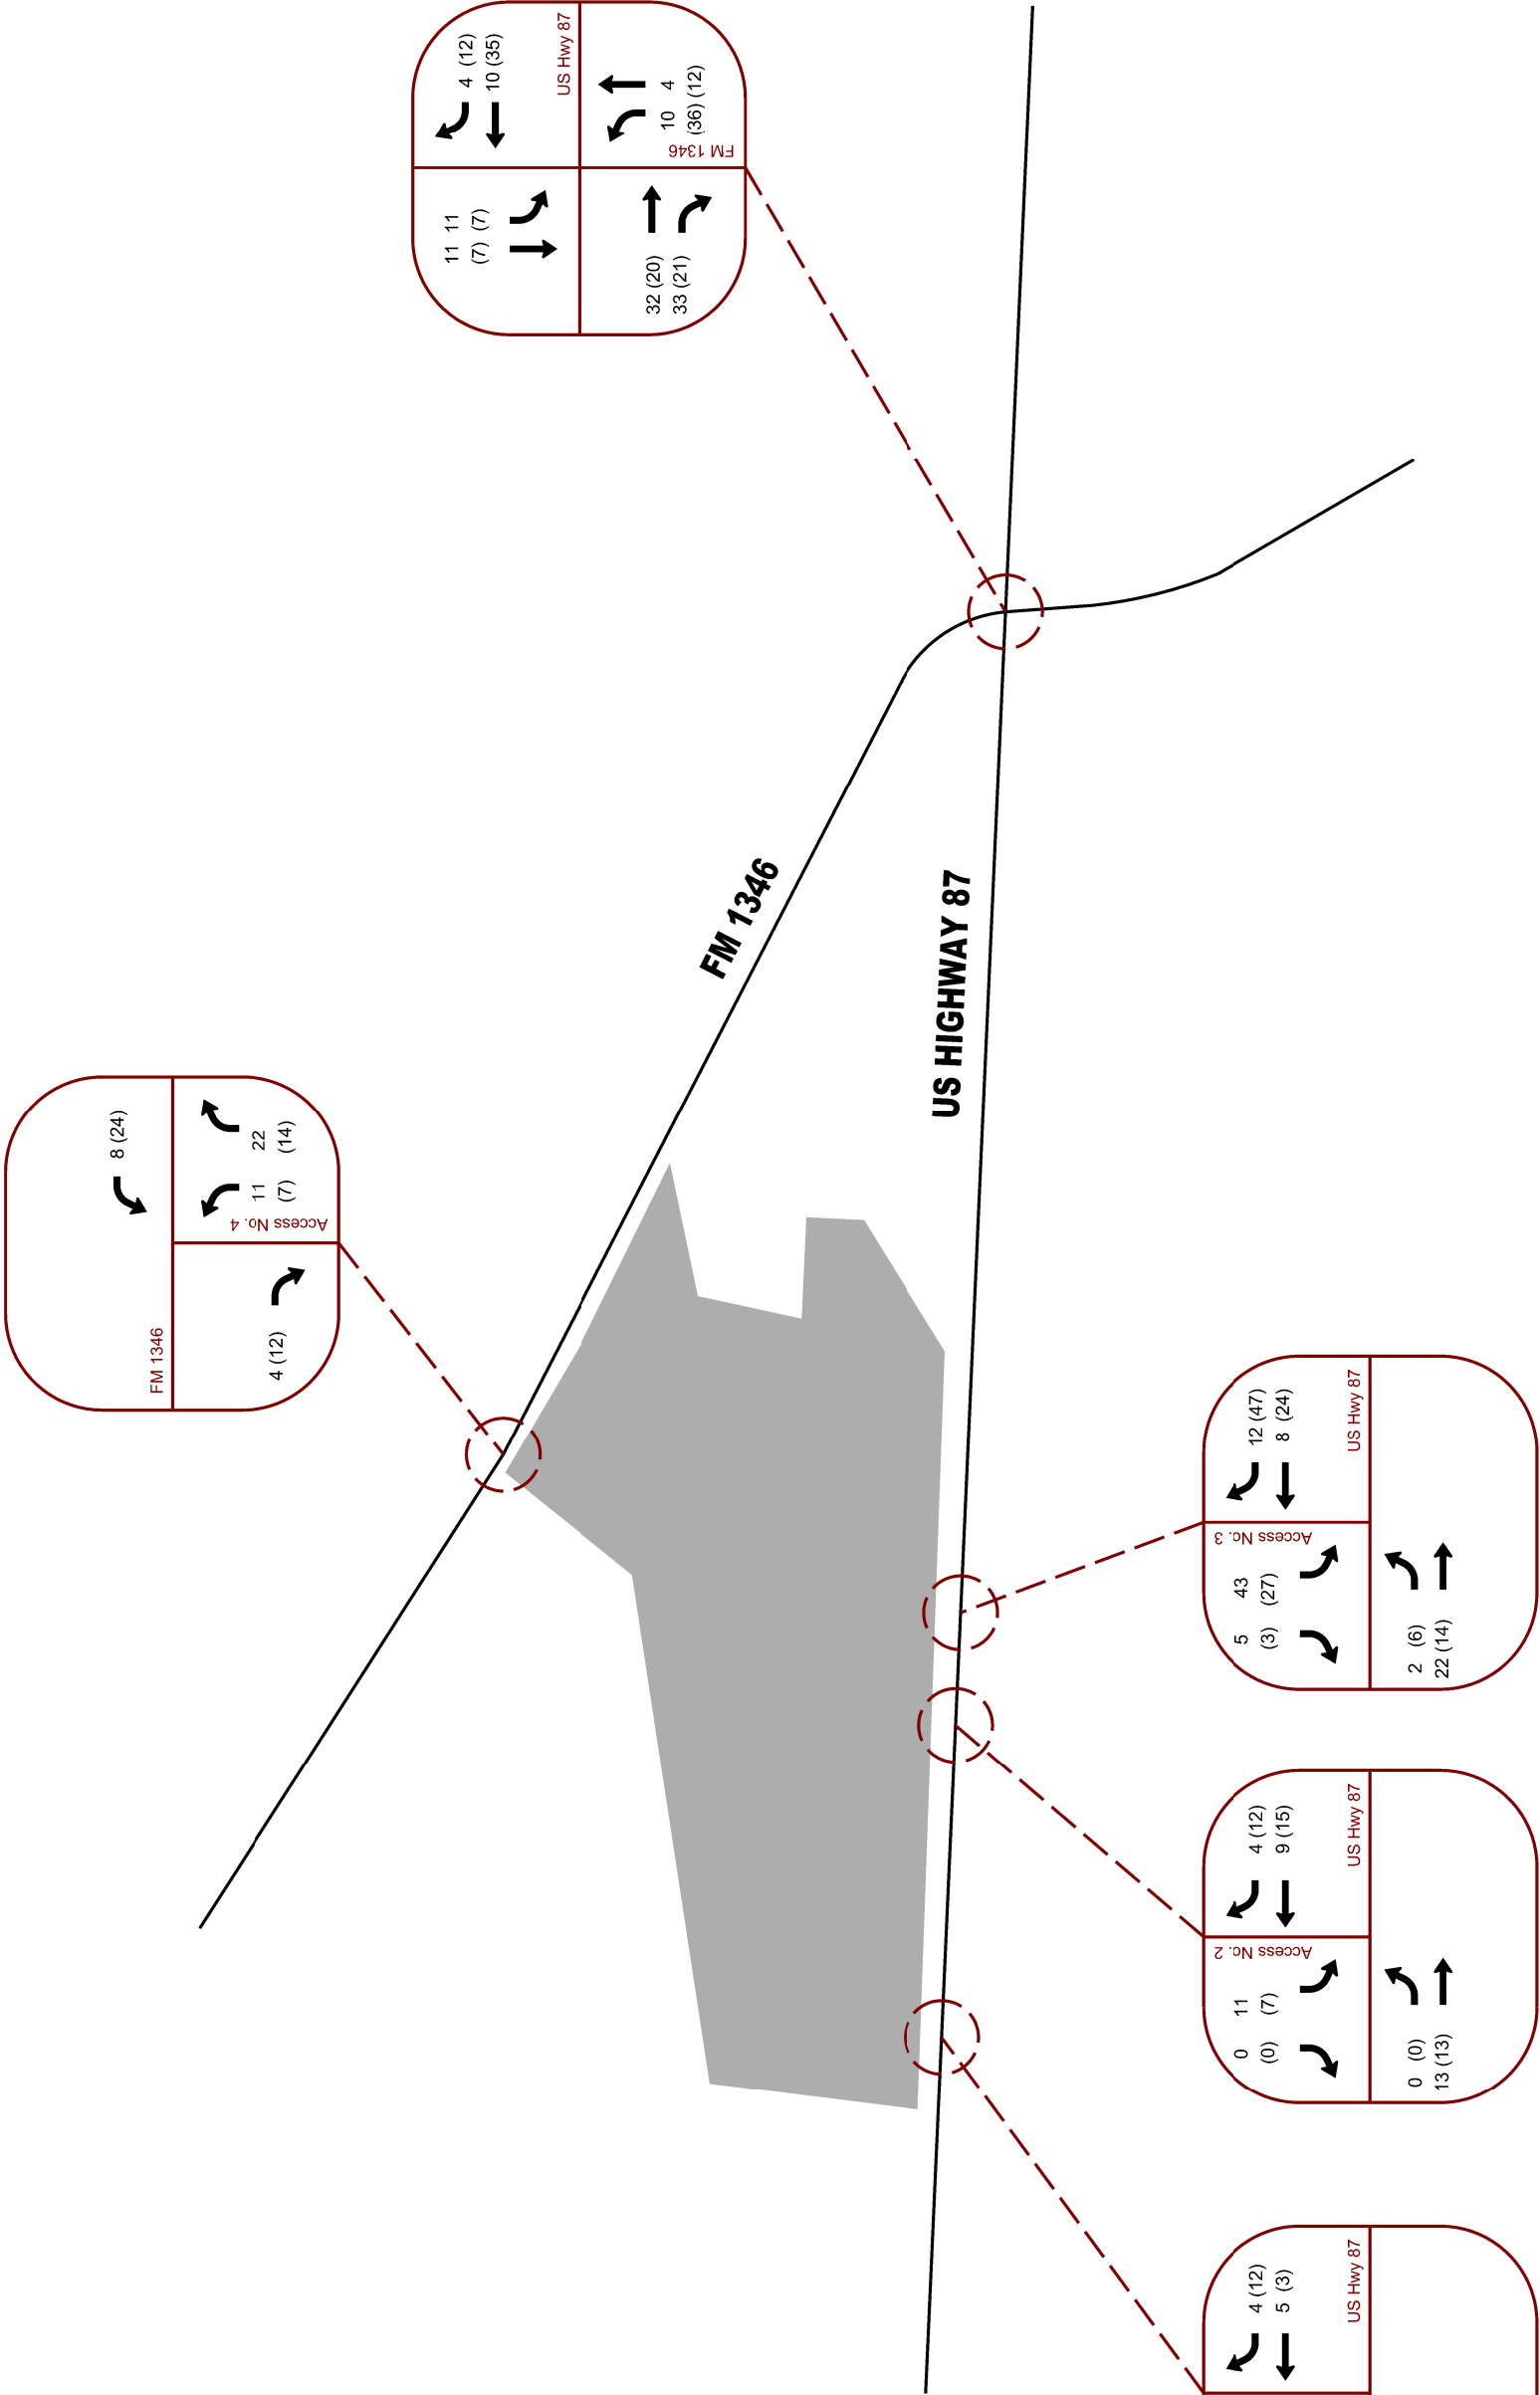 4 (12)
10 (35)
US Hwy 87
11 11
(7) (7)
32 (20)
33 (21)
10 4
(36) (12)
FM 1346
8 (24)
FM 1346
4 (12)
11 22
(7) (14)
Access No. 4
FM 1346
US HIGHWAY 87
12 (47)
8 (24)
US Hwy 87
Access No. 3
5 43
(3) (27)
2 (6)
22 (14)
4 (12)
9 (15)
US Hwy 87
Access No. 2
0 11
(0) (7)
0 (0)
13 (13)
4 (12)
5 (3)
US Hwy 87